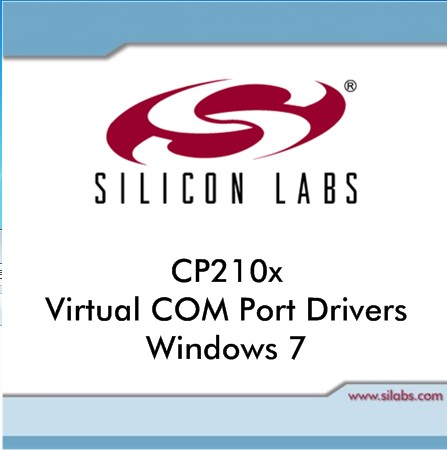 ®
SILICON LABS
CP210x
Virtual COM Port Drivers
Windows 7
www.silabs.com